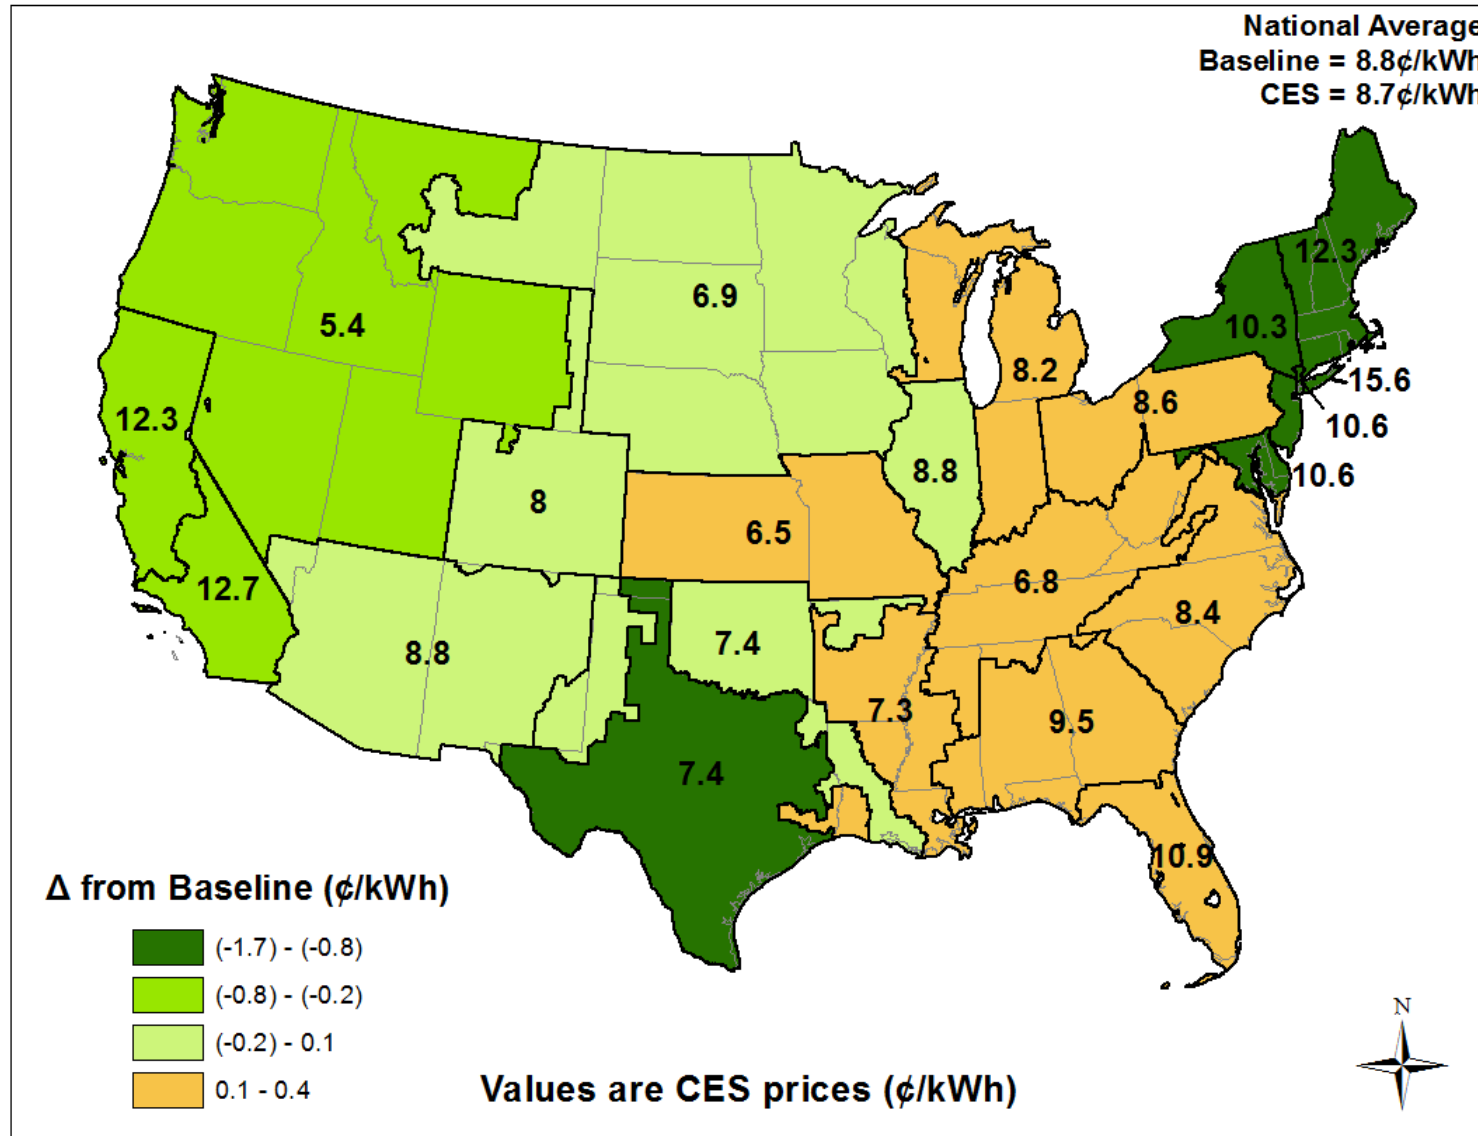 National Average
Baseline = 8.8¢/kWh
CES = 8.7¢/kWh
12.3
10.3
6.9
5.4
8.2
15.6
8.6
12.3
10.6
8.8
10.6
8
6.5
12.7
6.8
8.4
7.4
8.8
7.3
9.5
7.4
10.9
Δ from Baseline (¢/kWh)
(-1.7) - (-0.8)
(-0.8) - (-0.2)
(-0.2) - 0.1
0.1 - 0.4
Values are CES prices (¢/kWh)
N